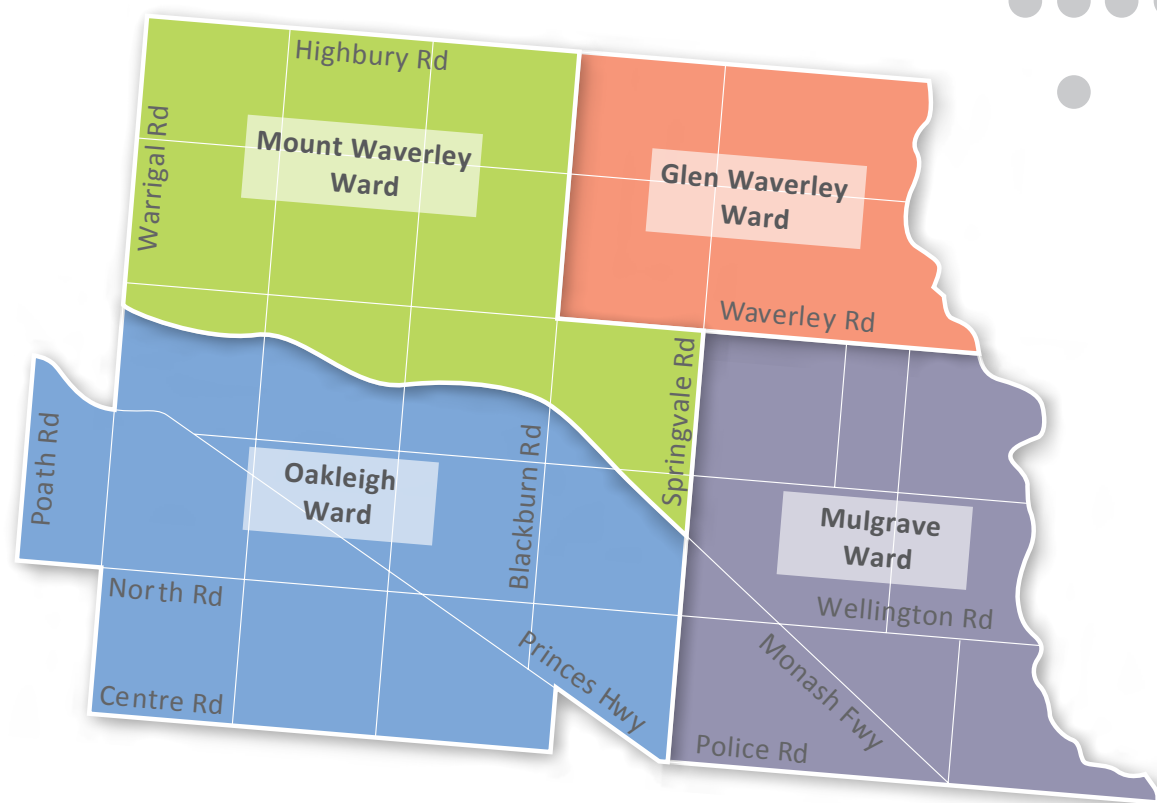 Highbury Rd
Warrigal Rd
Mount Waverley
Ward
Glen Waverley
Ward
Waverley Rd
Springvale Rd
Poath Rd
Oakleigh
Ward
Blackburn Rd
Mulgrave
Ward
North Rd
Wellington Rd
Princes Hwy
Monash Fwy
Centre Rd
Police Rd